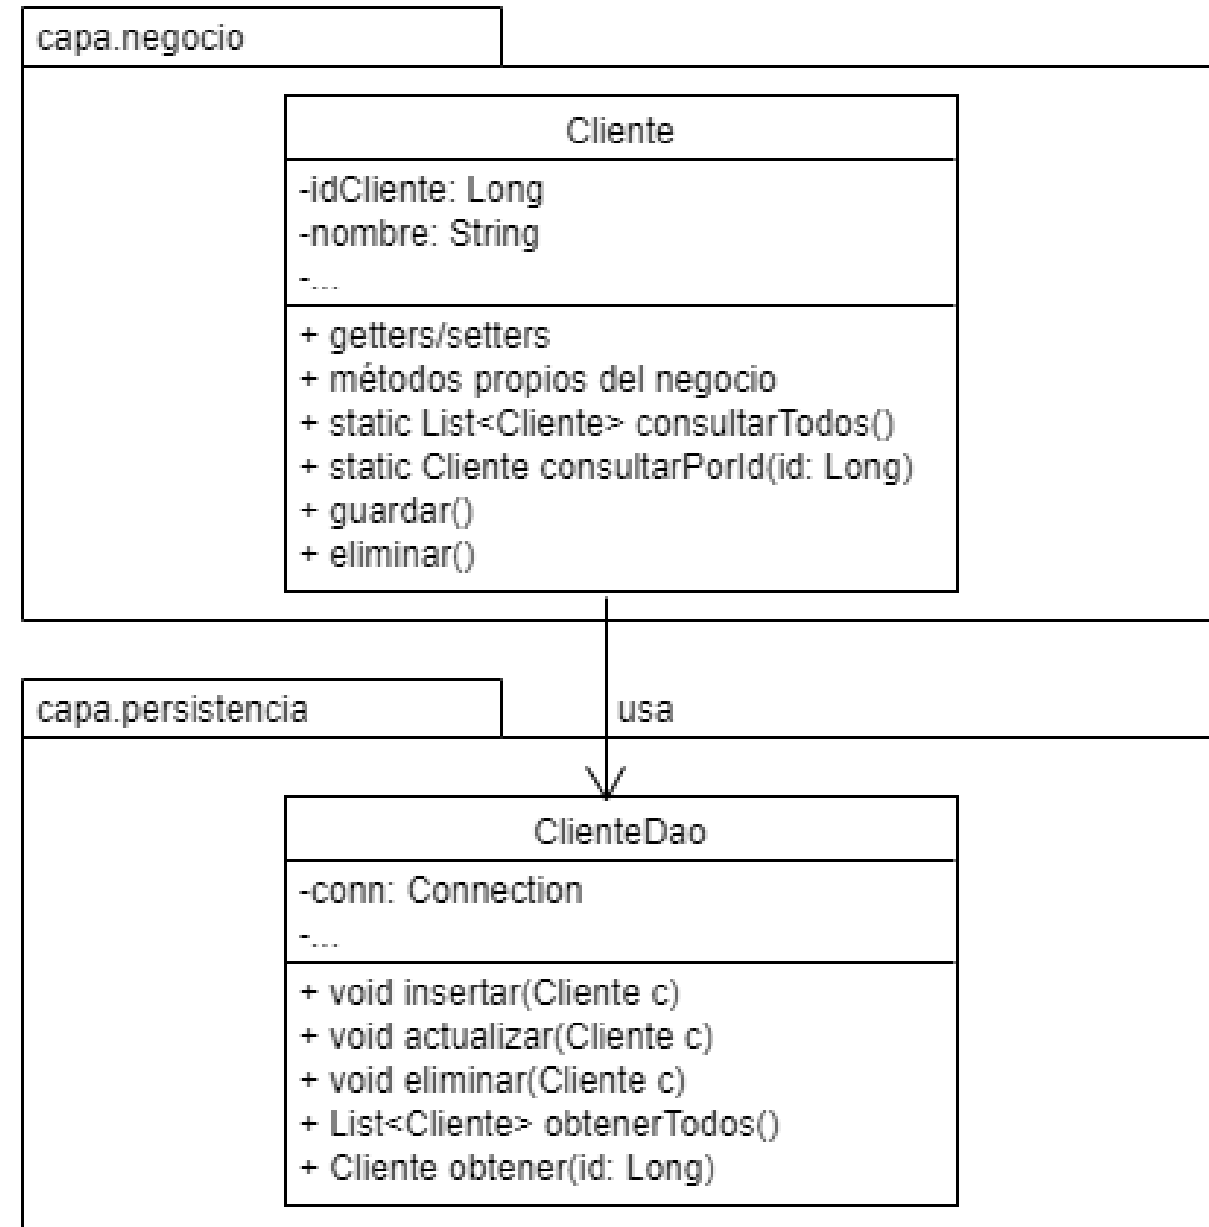 capa.negocio
Cliente
-idCliente: Long
-nombre: String
-...
+ getters/setters
+ métodos propios del negocio
+ static List<Cliente> consultarTodos()
+ static Cliente consultarPorId(id: Long)
+ guardar()
+ eliminar()
capa.persistencia
usa
ClienteDao
-conn: Connection
-...
+ void insertar(Cliente c)
+ void actualizar(Cliente c)
+ void eliminar(Cliente c)
+ List<Cliente> obtenerTodos()
+ Cliente obtener(id: Long)